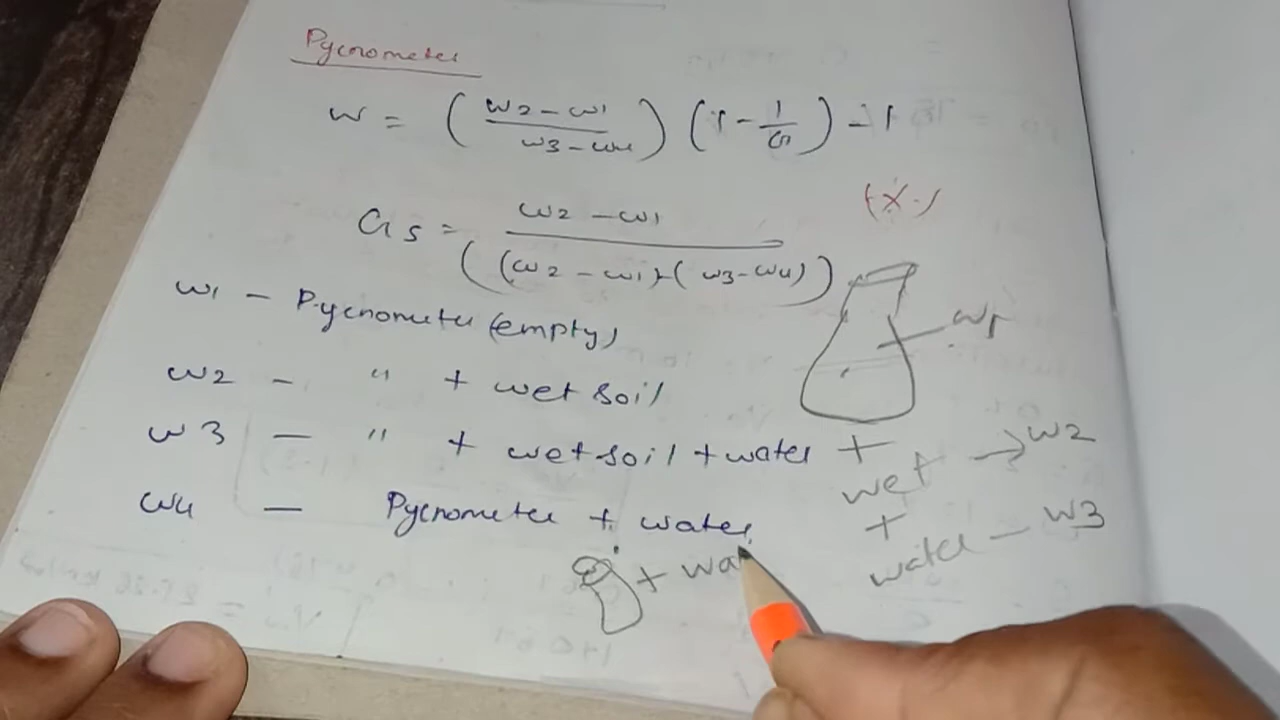 Pycnometer
w = ( w2 - w1 / w3 - w4 ) ( 1 - 1/G ) - 1
(x.)
Gs = w2 - w1 / ( (w2 - w1) - ( w3 - w4) )
w1 - Pycnometer (empty)
w1
w2 - " + wet soil
w3 - " + wet soil + water
+
wet → w2
w4 - Pycnometer + water
+
water - w3
+ wa